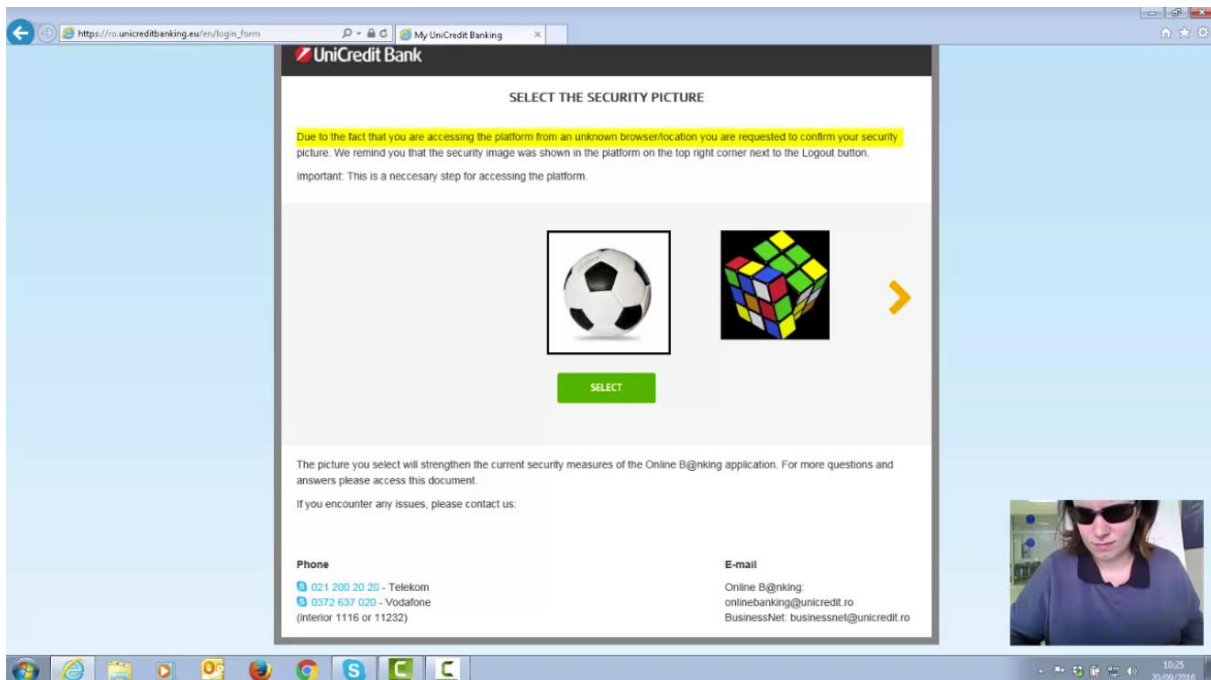 https://ro.unicreditbanking.eu/en/login_form
My UniCredit Banking
UniCredit Bank
SELECT THE SECURITY PICTURE
Due to the fact that you are accessing the platform from an unknown browser/location you are requested to confirm your security
picture. We remind you that the security image was shown in the platform on the top right corner next to the Logout button.
Important: This is a neccesary step for accessing the platform.
SELECT
The picture you select will strengthen the current security measures of the Online B@nking application. For more questions and
answers please access this document.
If you encounter any issues, please contact us:
Phone
021 200 20 20 - Telekom
0372 637 020 - Vodafone
(interior 1116 or 11232)
E-mail
Online B@nking:
onlinebanking@unicredit.ro
BusinessNet: businessnet@unicredit.ro
10:25
20/09/2016